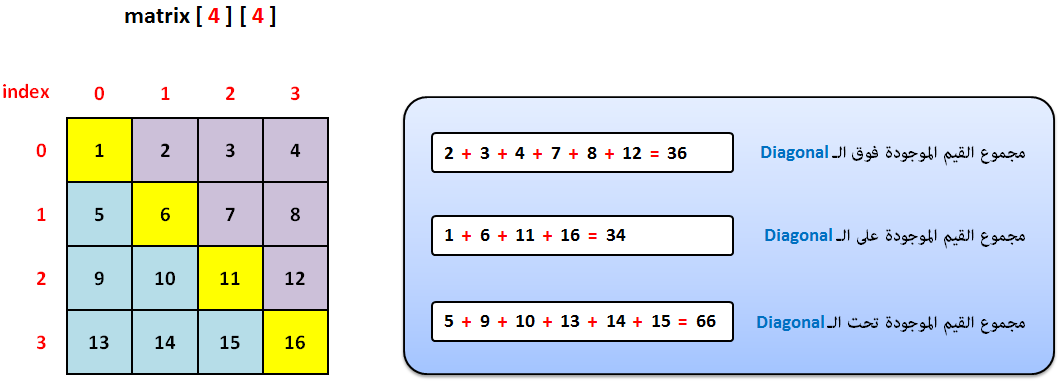 matrix [ 4 ] [ 4 ]
index 0 1 2 3
0 1 2 3 4
1 5 6 7 8
2 9 10 11 12
3 13 14 15 16
مجموع القيم الموجودة فوق الـ Diagonal
2 + 3 + 4 + 7 + 8 + 12 = 36
مجموع القيم الموجودة على الـ Diagonal
1 + 6 + 11 + 16 = 34
مجموع القيم الموجودة تحت الـ Diagonal
5 + 9 + 10 + 13 + 14 + 15 = 66